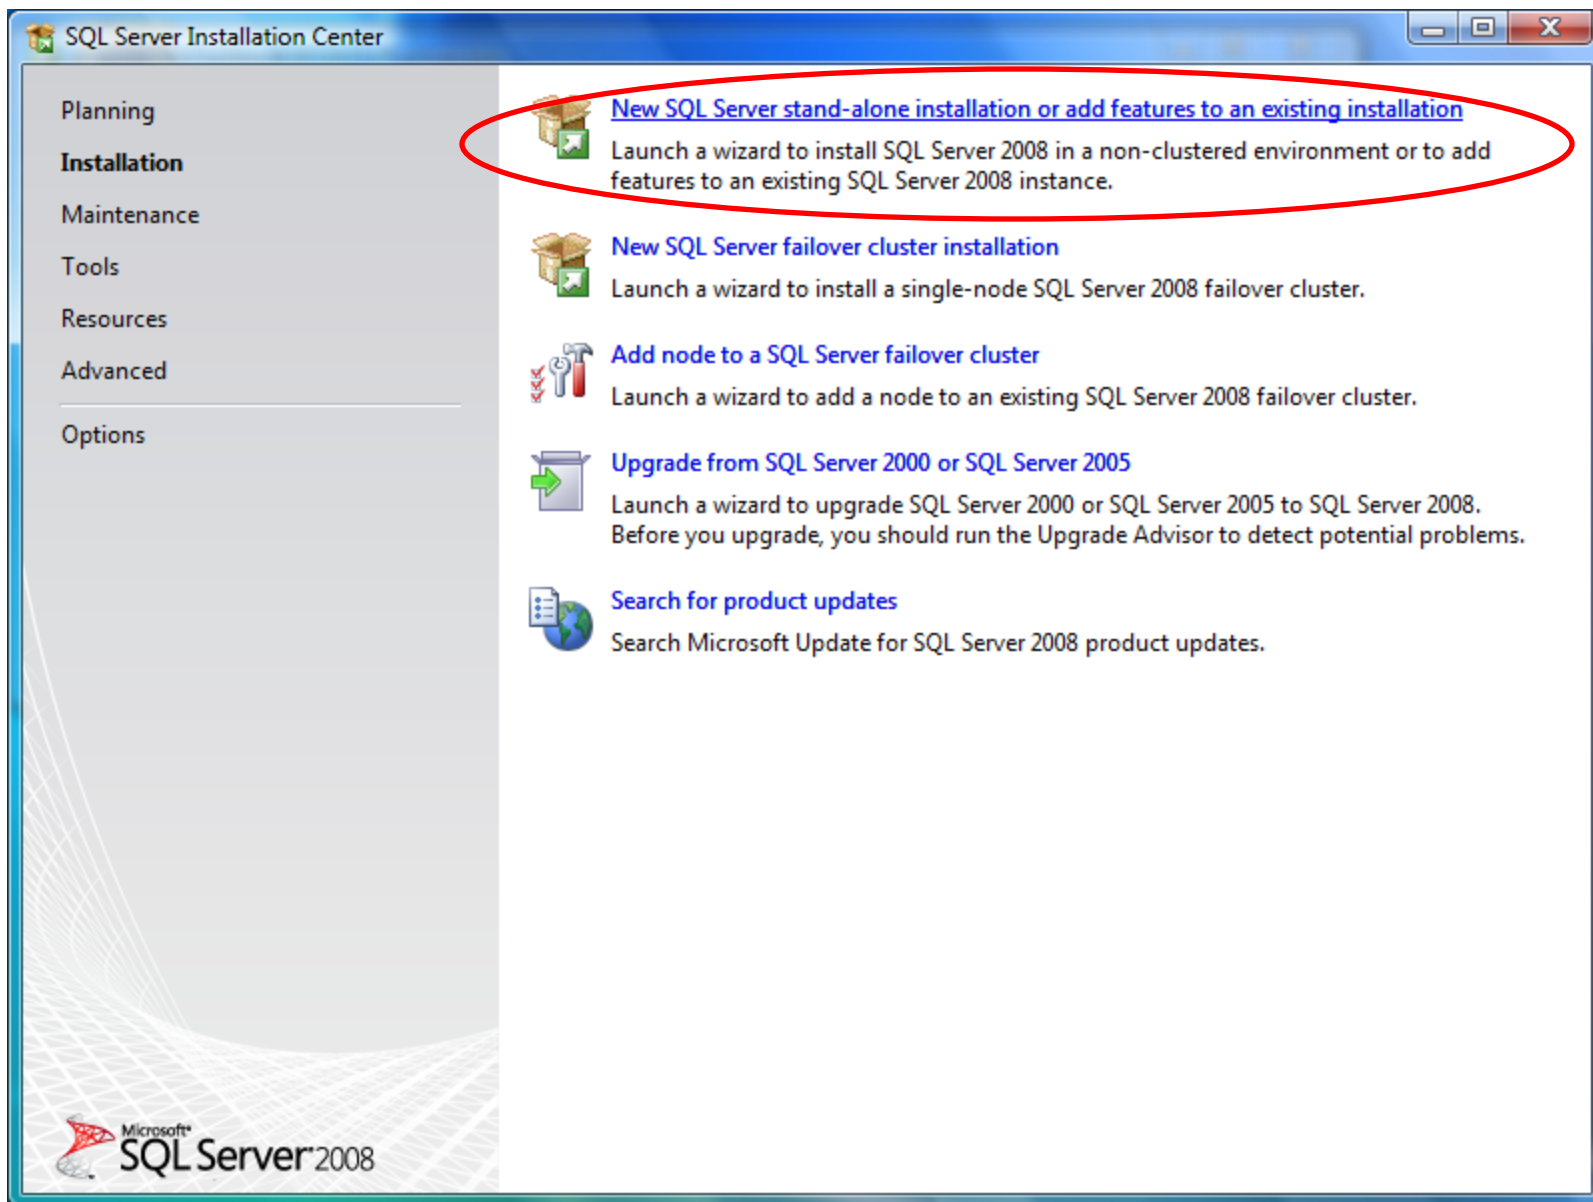 SQL Server Installation Center
Planning
Installation
Maintenance
Tools
Resources
Advanced
Options
New SQL Server stand-alone installation or add features to an existing installation
Launch a wizard to install SQL Server 2008 in a non-clustered environment or to add
features to an existing SQL Server 2008 instance.
New SQL Server failover cluster installation
Launch a wizard to install a single-node SQL Server 2008 failover cluster.
Add node to a SQL Server failover cluster
Launch a wizard to add a node to an existing SQL Server 2008 failover cluster.
Upgrade from SQL Server 2000 or SQL Server 2005
Launch a wizard to upgrade SQL Server 2000 or SQL Server 2005 to SQL Server 2008.
Before you upgrade, you should run the Upgrade Advisor to detect potential problems.
Search for product updates
Search Microsoft Update for SQL Server 2008 product updates.
Microsoft®
SQL Server™ 2008